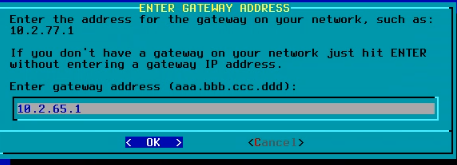 ENTER GATEWAY ADDRESS
Enter the address for the gateway on your network, such as:
10.2.77.1
If you don't have a gateway on your network just hit ENTER
without entering a gateway IP address.
Enter gateway address (aaa.bbb.ccc.ddd):
10.2.65.1
< OK > <Cancel>